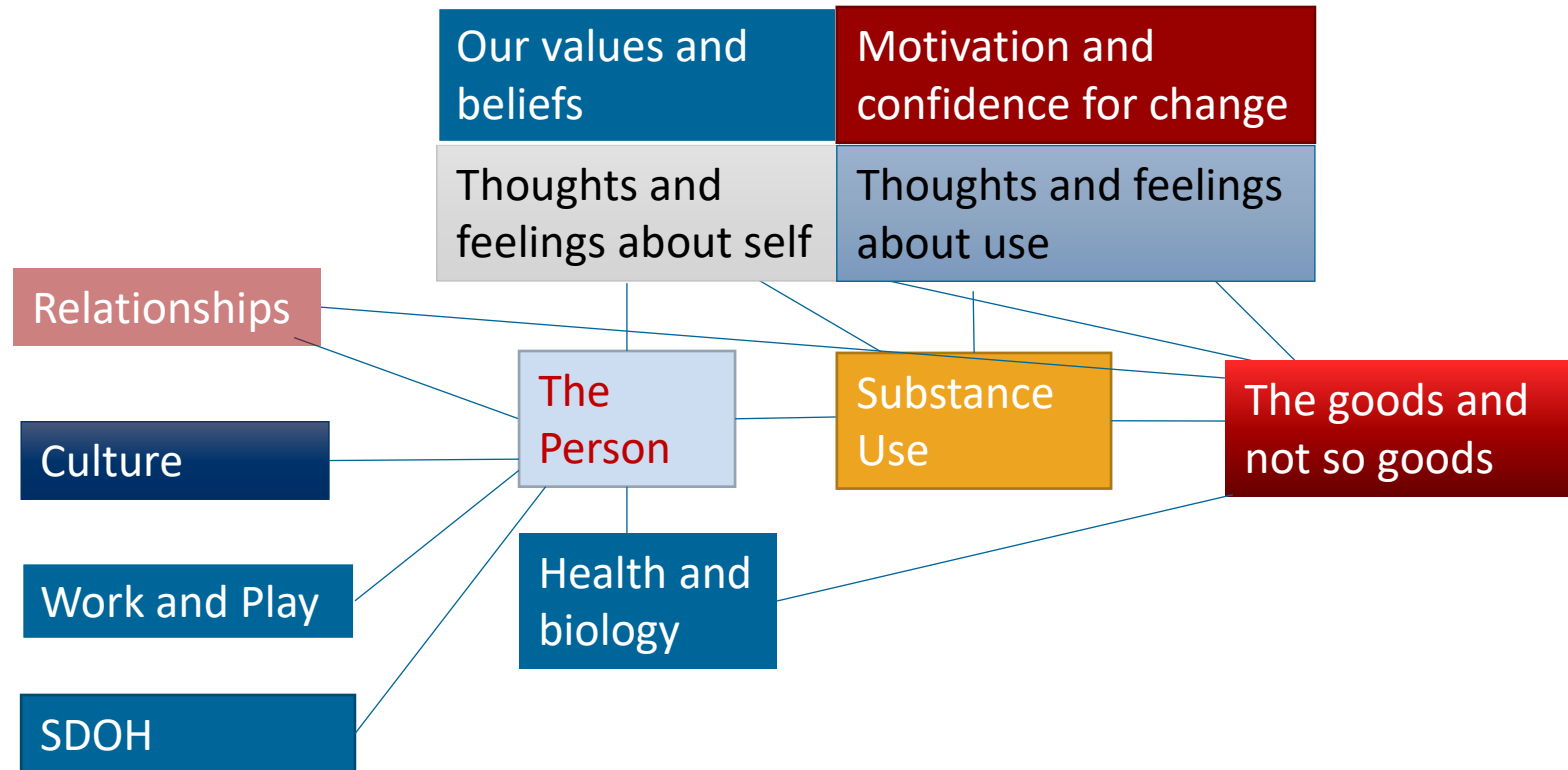 Our values and
beliefs
Motivation and
confidence for change
Thoughts and
feelings about self
Thoughts and feelings
about use
Relationships
The
Person
Substance
Use
The goods and
not so goods
Culture
Health and
biology
Work and Play
SDOH